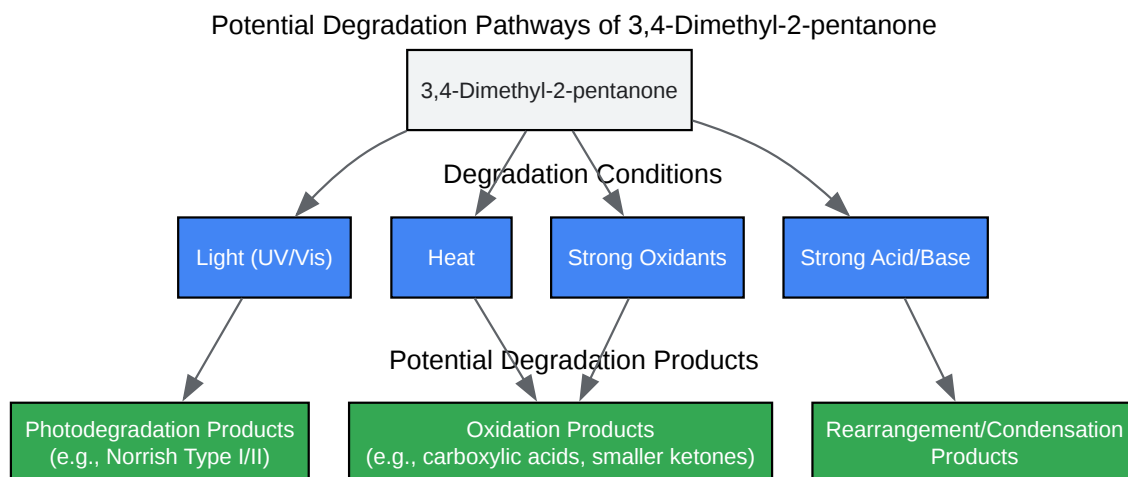 Potential Degradation Pathways of 3,4-Dimethyl-2-pentanone
3,4-Dimethyl-2-pentanone
Degradation Conditions
Light (UV/Vis)
Heat
Strong Oxidants
Strong Acid/Base
Potential Degradation Products
Photodegradation Products
(e.g., Norrish Type I/II)
Oxidation Products
(e.g., carboxylic acids, smaller ketones)
Rearrangement/Condensation
Products